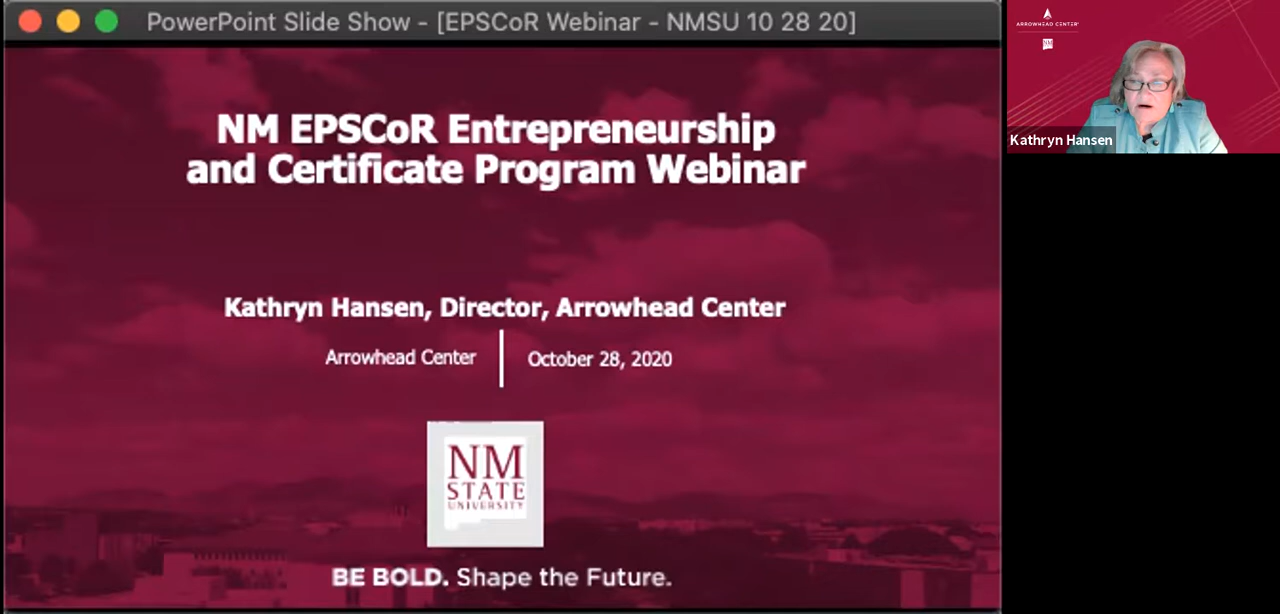 PowerPoint Slide Show - [EPSCoR Webinar - NMSU 10 28 20]
NM EPSCoR Entrepreneurship
and Certificate Program Webinar
Kathryn Hansen, Director, Arrowhead Center
Arrowhead Center
October 28, 2020
NM
STATE
UNIVERSITY
BE BOLD. Shape the Future.
ARROWHEAD CENTER
NM
Kathryn Hansen